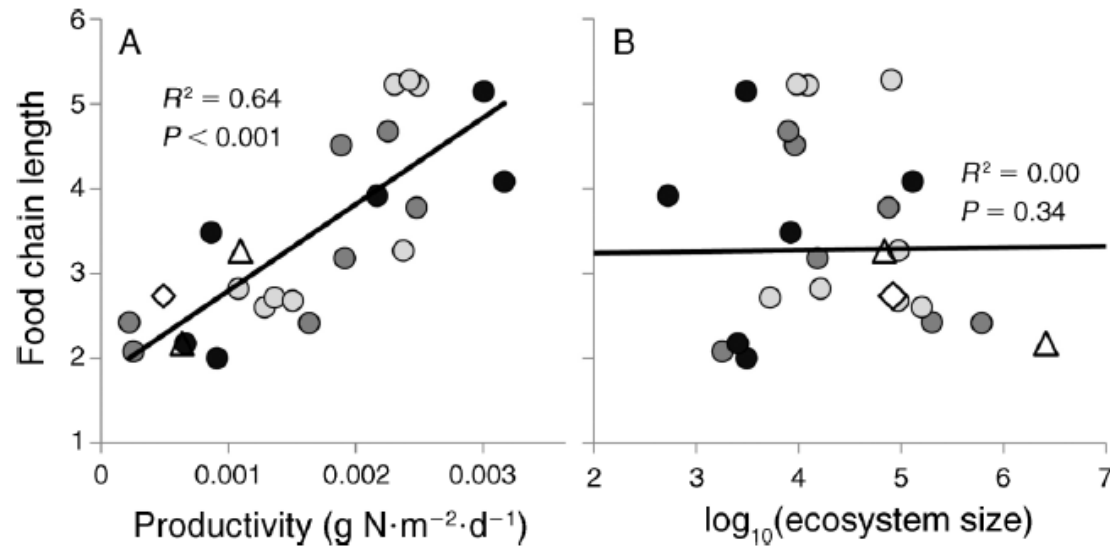 A
R² = 0.64
P < 0.001
B
R² = 0.00
P = 0.34
Food chain length
6
5
4
3
2
1
0 0.001 0.002 0.003
2 3 4 5 6 7
Productivity (g N·m⁻²·d⁻¹)
log₁₀(ecosystem size)